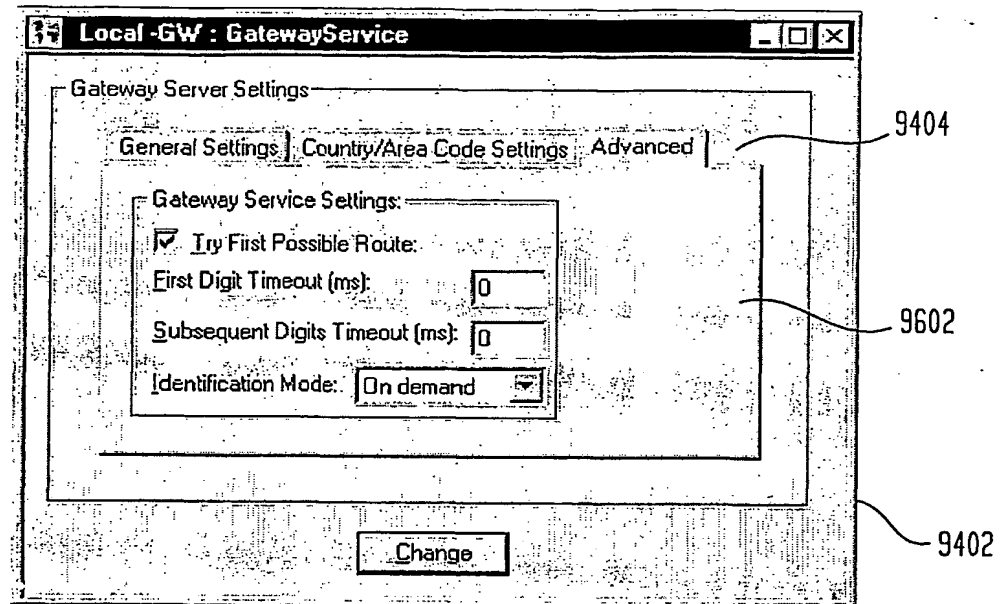 Local -GW : GatewayService
Gateway Server Settings
9404
General Settings Country/Area Code Settings Advanced
Gateway Service Settings:
Try First Possible Route:
First Digit Timeout (ms): 0
9602
Subsequent Digits Timeout (ms): 0
Identification Mode: On demand
9402
Change